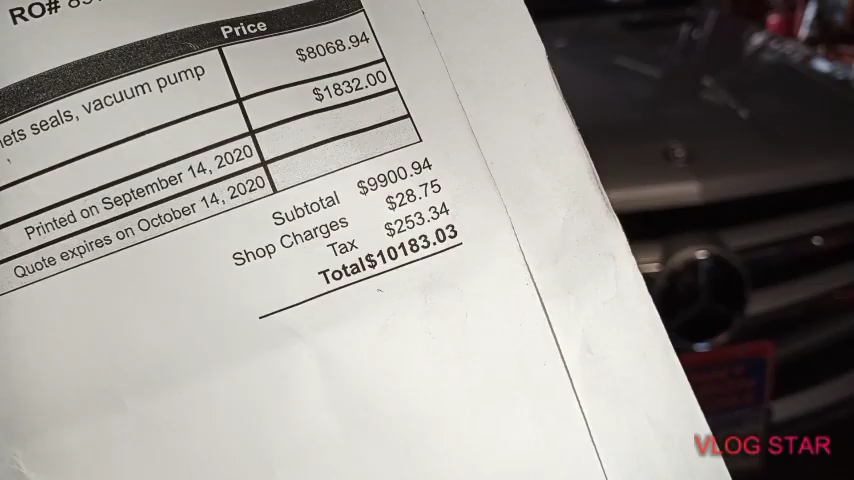 RO#
Price
$8068.94
seals, vacuum pump
$1832.00
Printed on September 14, 2020
Quote expires on October 14, 2020
Subtotal $9900.94
Shop Charges $28.75
Tax $253.34
Total$10183.03
VLOG STAR